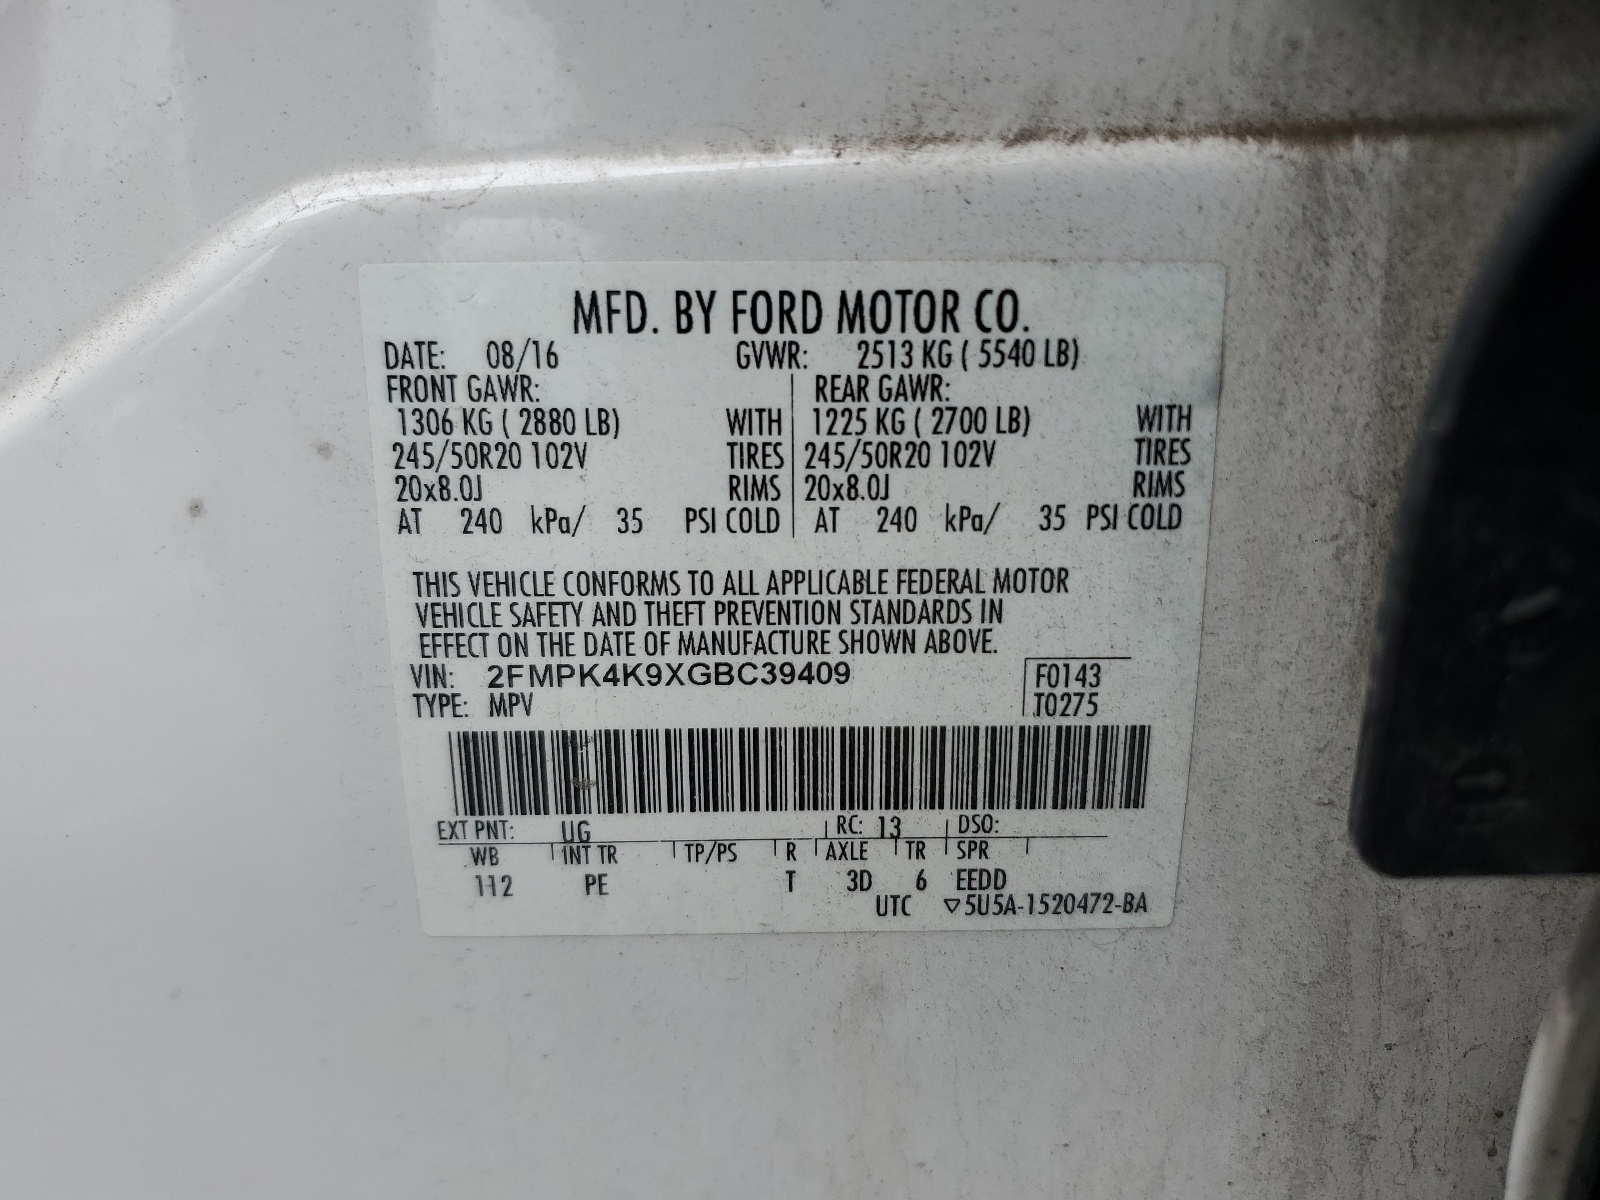 MFD. BY FORD MOTOR CO.
DATE: 08/16 GVWR: 2513 KG ( 5540 LB)
FRONT GAWR: REAR GAWR:
1306 KG ( 2880 LB) WITH 1225 KG ( 2700 LB) WITH
245/50R20 102V TIRES 245/50R20 102V TIRES
20x8.0J RIMS 20x8.0J RIMS
AT 240 kPa/ 35 PSI COLD AT 240 kPa/ 35 PSI COLD
THIS VEHICLE CONFORMS TO ALL APPLICABLE FEDERAL MOTOR
VEHICLE SAFETY AND THEFT PREVENTION STANDARDS IN
EFFECT ON THE DATE OF MANUFACTURE SHOWN ABOVE.
VIN: 2FMPK4K9XGBC39409 F0143
TYPE: MPV T0275
EXT PNT: UG RC: 13 DSO:
WB INT TR TP/PS R AXLE TR SPR
112 PE T 3D 6 EEDD
UTC ▽5U5A-1520472-BA